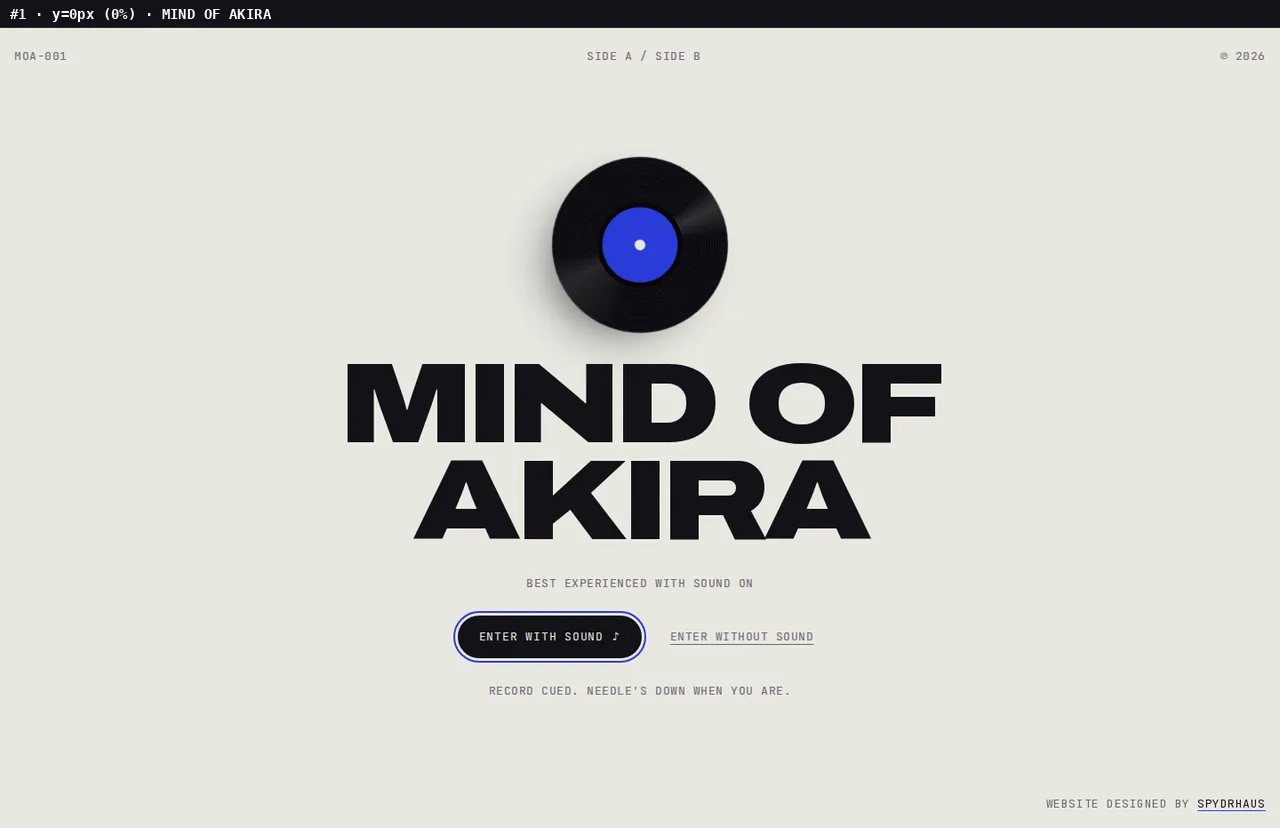 #1 · y=0px (0%) · MIND OF AKIRA
MOA-001
SIDE A / SIDE B
℗ 2026
MIND OF
AKIRA
BEST EXPERIENCED WITH SOUND ON
ENTER WITH SOUND ♪
ENTER WITHOUT SOUND
RECORD CUED. NEEDLE'S DOWN WHEN YOU ARE.
WEBSITE DESIGNED BY SPYDRHAUS